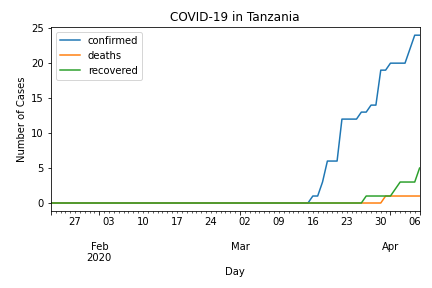 COVID-19 in Tanzania
25
20
15
10
5
0
Number of Cases
confirmed
deaths
recovered
27 03 10 17 24 02 09 16 23 30 06
Feb Mar Apr
2020
Day